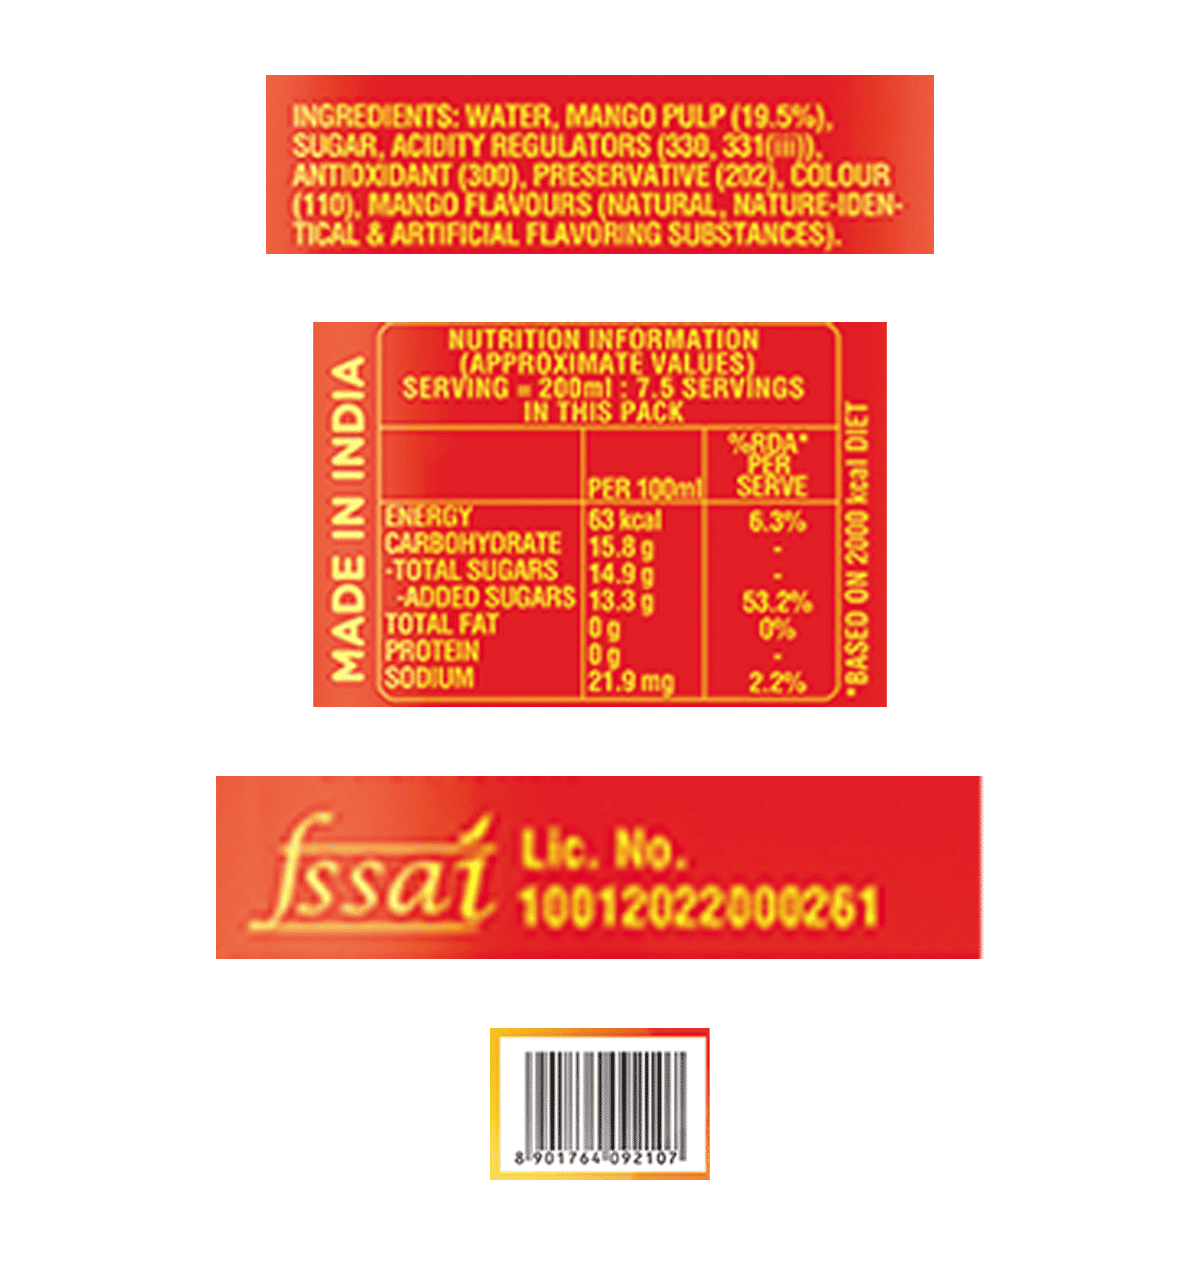 INGREDIENTS: WATER, MANGO PULP (19.5%),
SUGAR, ACIDITY REGULATORS (330, 331(iii)),
ANTIOXIDANT (300), PRESERVATIVE (202), COLOUR
(110), MANGO FLAVOURS (NATURAL, NATURE-IDEN-
TICAL & ARTIFICIAL FLAVORING SUBSTANCES).
MADE IN INDIA
NUTRITION INFORMATION
(APPROXIMATE VALUES)
SERVING = 200ml : 7.5 SERVINGS
IN THIS PACK
PER 100ml %RDA* PER SERVE
ENERGY 63 kcal 6.3%
CARBOHYDRATE 15.8 g -
-TOTAL SUGARS 14.9 g -
-ADDED SUGARS 13.3 g 53.2%
TOTAL FAT 0 g 0%
PROTEIN 0 g -
SODIUM 21.9 mg 2.2%
*BASED ON 2000 kcal DIET
fssai Lic. No.
10012022000261
8 901764 092107